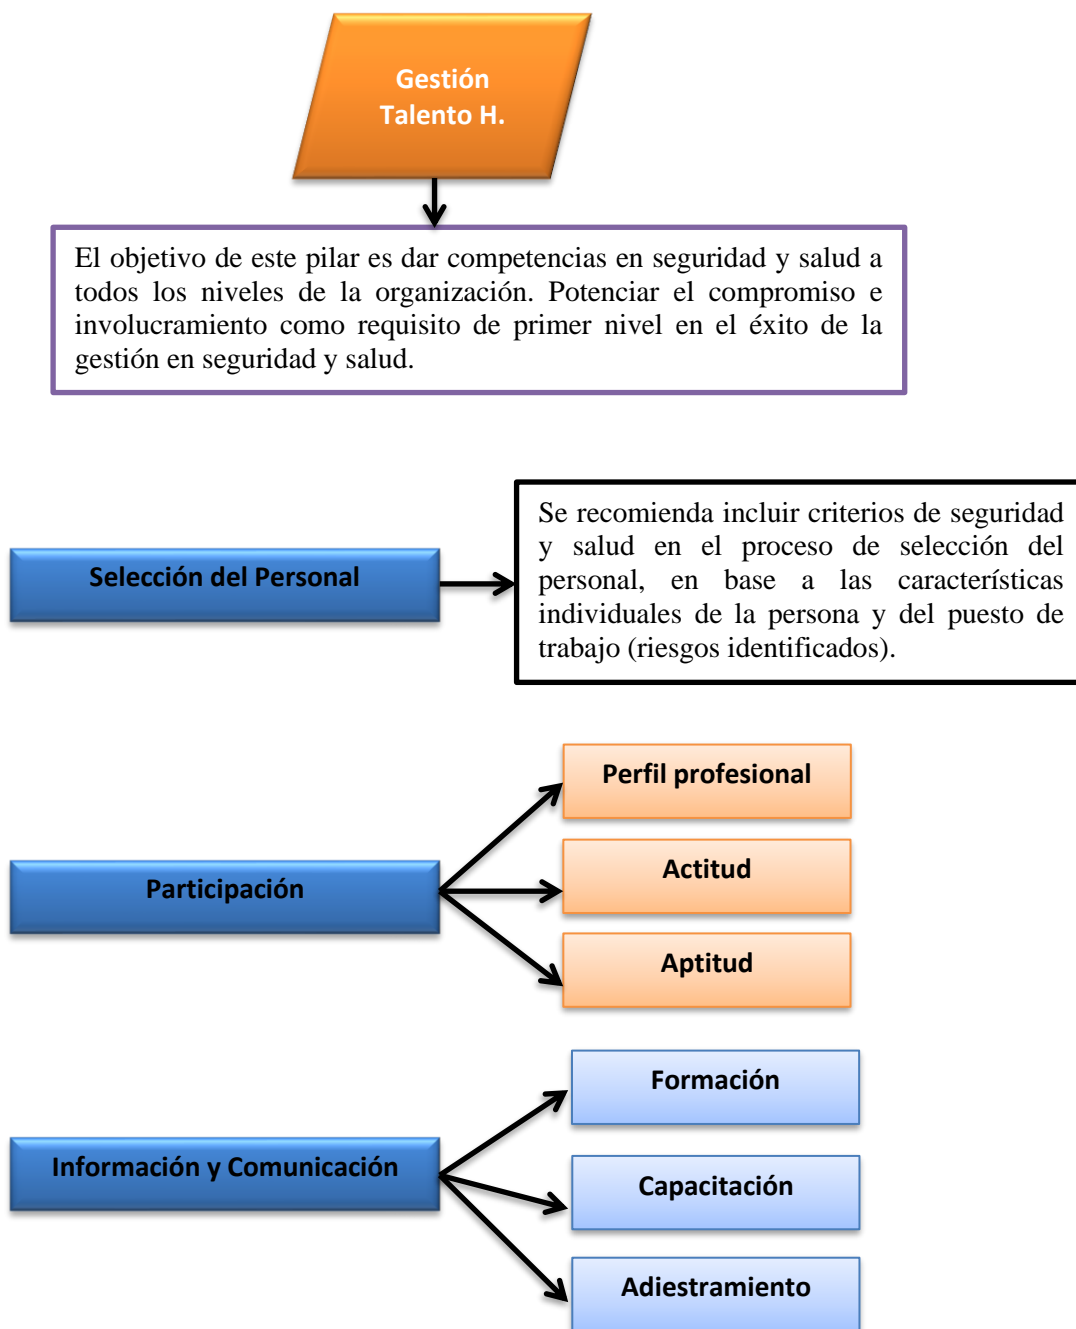 Gestión
Talento H.
El objetivo de este pilar es dar competencias en seguridad y salud a
todos los niveles de la organización. Potenciar el compromiso e
involucramiento como requisito de primer nivel en el éxito de la
gestión en seguridad y salud.
Selección del Personal
Se recomienda incluir criterios de seguridad
y salud en el proceso de selección del
personal, en base a las características
individuales de la persona y del puesto de
trabajo (riesgos identificados).
Participación
Perfil profesional
Actitud
Aptitud
Información y Comunicación
Formación
Capacitación
Adiestramiento